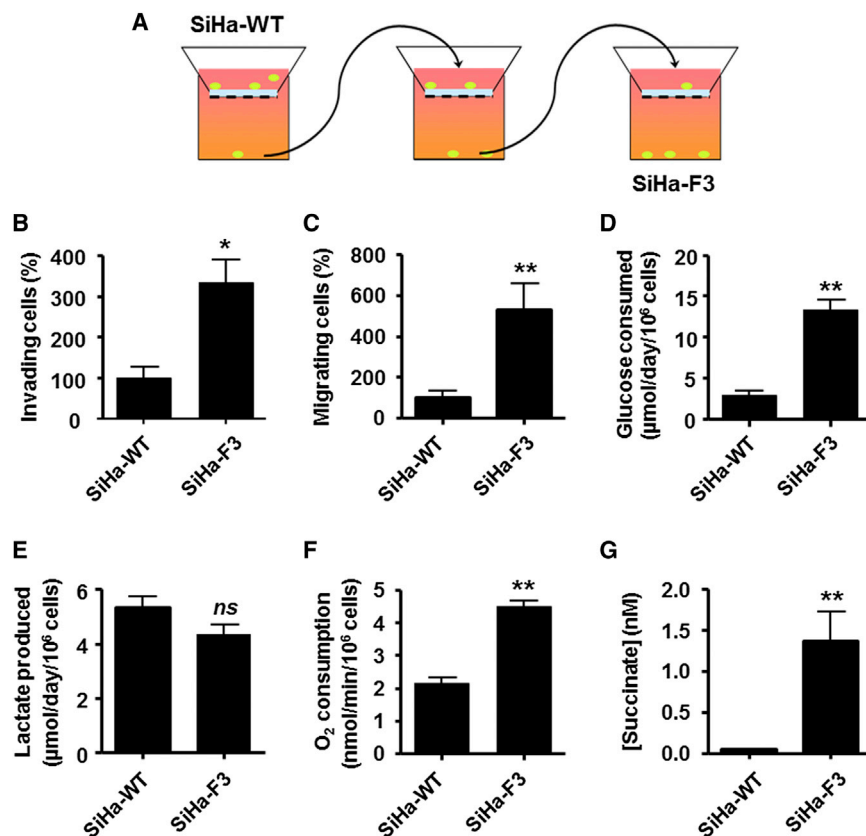 A
SiHa-WT
SiHa-F3
B
Invading cells (%)
400
300
200
100
0
*
SiHa-WT
SiHa-F3
C
Migrating cells (%)
800
600
400
200
0
**
SiHa-WT
SiHa-F3
D
Glucose consumed
(µmol/day/10⁶ cells)
20
15
10
5
0
**
SiHa-WT
SiHa-F3
E
Lactate produced
(µmol/day/10⁶ cells)
6
4
2
0
ns
SiHa-WT
SiHa-F3
F
O₂ consumption
(nmol/min/10⁶ cells)
5
4
3
2
1
0
**
SiHa-WT
SiHa-F3
G
[Succinate] (nM)
2.0
1.5
1.0
0.5
0.0
**
SiHa-WT
SiHa-F3